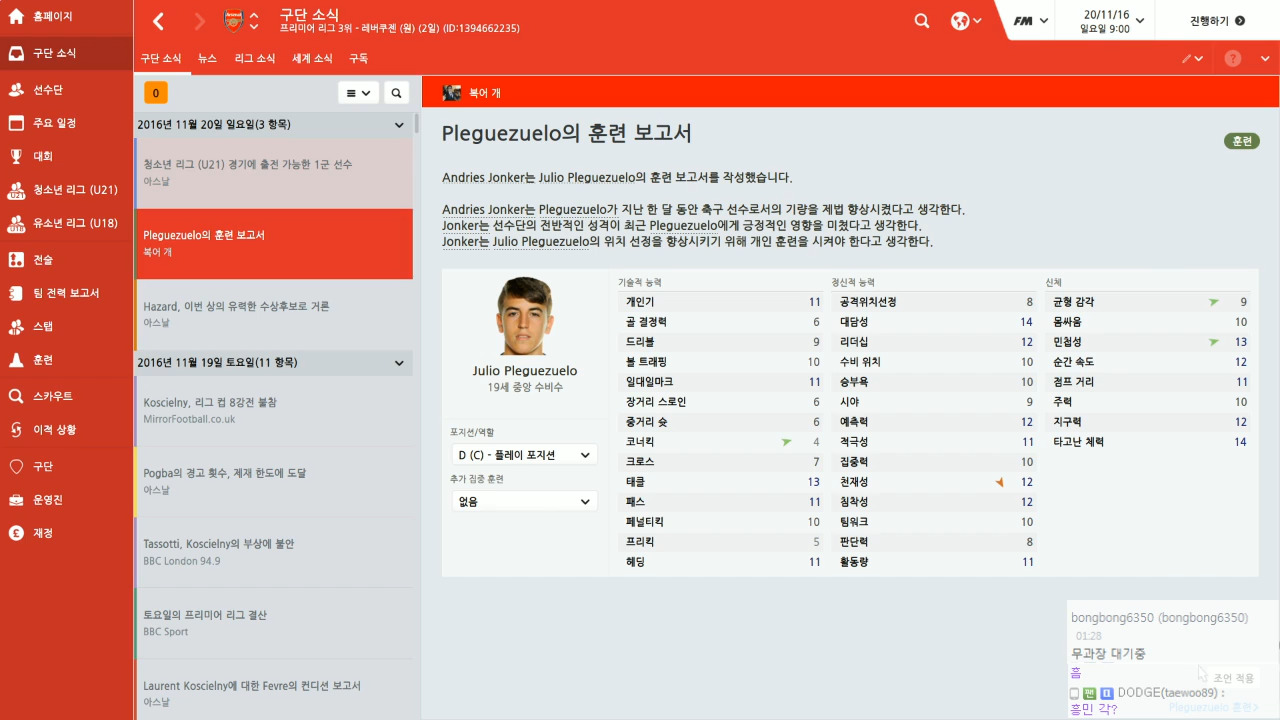 홈페이지
구단 소식
선수단
주요 일정
대회
청소년 리그 (U21)
유소년 리그 (U18)
전술
팀 전력 보고서
스탭
훈련
스카우트
이적 상황
구단
운영진
재정
구단 소식
프리미어 리그 3위 - 레버쿠젠 (원) (2일) (ID:1394662235)
FM
20/11/16
일요일 9:00
진행하기
구단 소식 뉴스 리그 소식 세계 소식 구독
0
2016년 11월 20일 일요일(3 항목)
청소년 리그 (U21) 경기에 출전 가능한 1군 선수
아스날
Pleguezuelo의 훈련 보고서
복어 개
Hazard, 이번 상의 유력한 수상후보로 거론
아스날
2016년 11월 19일 토요일(11 항목)
Koscielny, 리그 컵 8강전 불참
MirrorFootball.co.uk
Pogba의 경고 횟수, 제재 한도에 도달
아스날
Tassotti, Koscielny의 부상에 불안
BBC London 94.9
토요일의 프리미어 리그 결산
BBC Sport
Laurent Koscielny에 대한 Fevre의 컨디션 보고서
아스날
복어 개
Pleguezuelo의 훈련 보고서
훈련
Andries Jonker는 Julio Pleguezuelo의 훈련 보고서를 작성했습니다.
Andries Jonker는 Pleguezuelo가 지난 한 달 동안 축구 선수로서의 기량을 제법 향상시켰다고 생각한다.
Jonker는 선수단의 전반적인 성격이 최근 Pleguezuelo에게 긍정적인 영향을 미쳤다고 생각한다.
Jonker는 Julio Pleguezuelo의 위치 선정을 향상시키기 위해 개인 훈련을 시켜야 한다고 생각한다.
Julio Pleguezuelo
19세 중앙 수비수
포지션/역할
D (C) - 플레이 포지션
추가 집중 훈련
없음
기술적 능력
개인기 11
골 결정력 6
드리블 9
볼 트래핑 10
일대일마크 11
장거리 스로인 6
중거리 슛 6
코너킥 4
크로스 7
태클 13
패스 11
페널티킥 10
프리킥 5
헤딩 11
정신적 능력
공격위치선정 8
대담성 14
리더십 12
수비 위치 10
승부욕 10
시야 9
예측력 12
적극성 11
집중력 10
천재성 12
침착성 12
팀워크 10
판단력 8
활동량 11
신체
균형 감각 9
몸싸움 10
민첩성 13
순간 속도 12
점프 거리 11
주력 10
지구력 12
타고난 체력 14
bongbong6350 (bongbong6350)
01:28
무과장 대기중
흠
조언 적용
팬 DODGE(taewoo89) :
흥민 각?
Pleguezuelo 훈련>